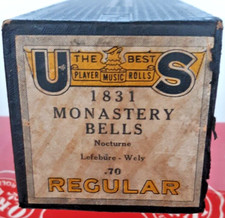 THE BEST
U S
PLAYER MUSIC ROLLS
1831
MONASTERY
BELLS
Nocturne
Lefebure - Wely
.70
REGULAR